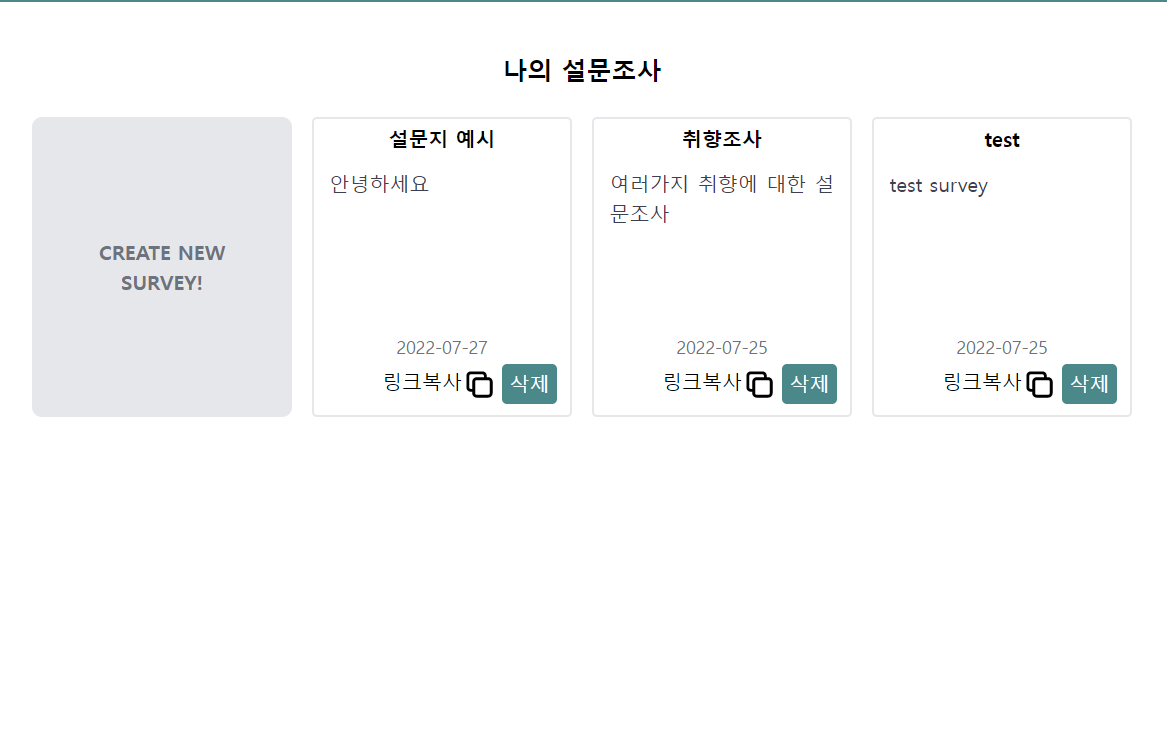 나의 설문조사
CREATE NEW
SURVEY!
설문지 예시
안녕하세요
2022-07-27
링크복사
삭제
취향조사
여러가지 취향에 대한 설
문조사
2022-07-25
링크복사
삭제
test
test survey
2022-07-25
링크복사
삭제